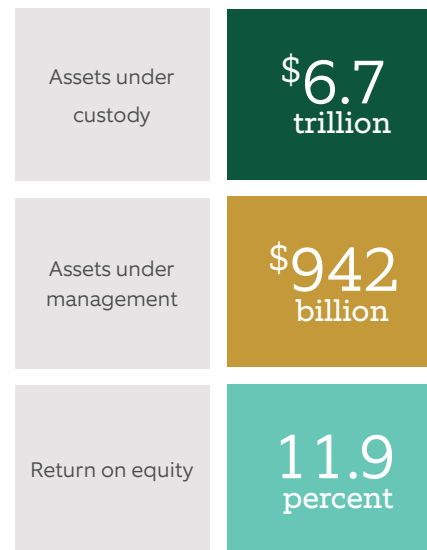 Assets under
custody
$6.7
trillion
Assets under
management
$942
billion
Return on equity
11.9
percent